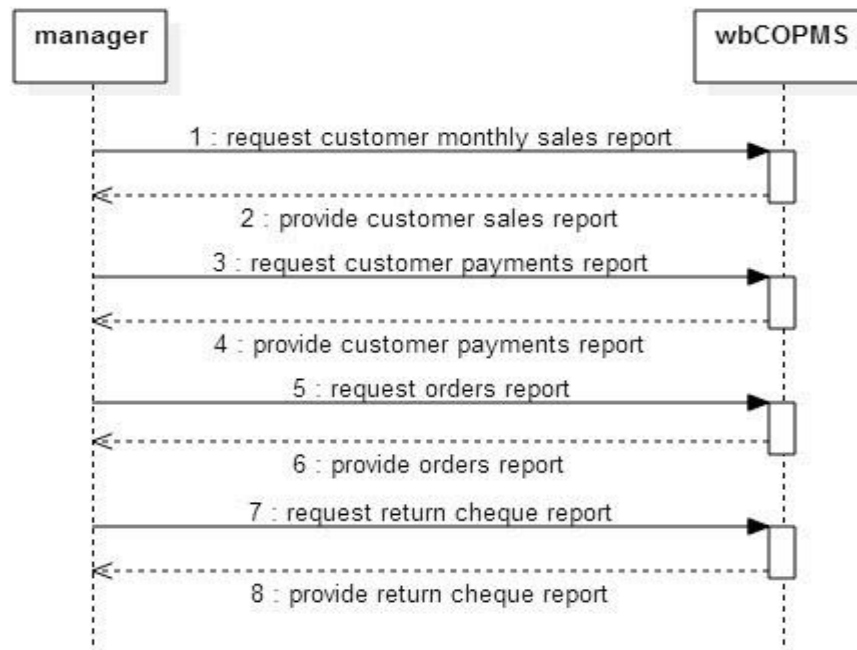 manager
wbCOPMS
1 : request customer monthly sales report
2 : provide customer sales report
3 : request customer payments report
4 : provide customer payments report
5 : request orders report
6 : provide orders report
7 : request return cheque report
8 : provide return cheque report